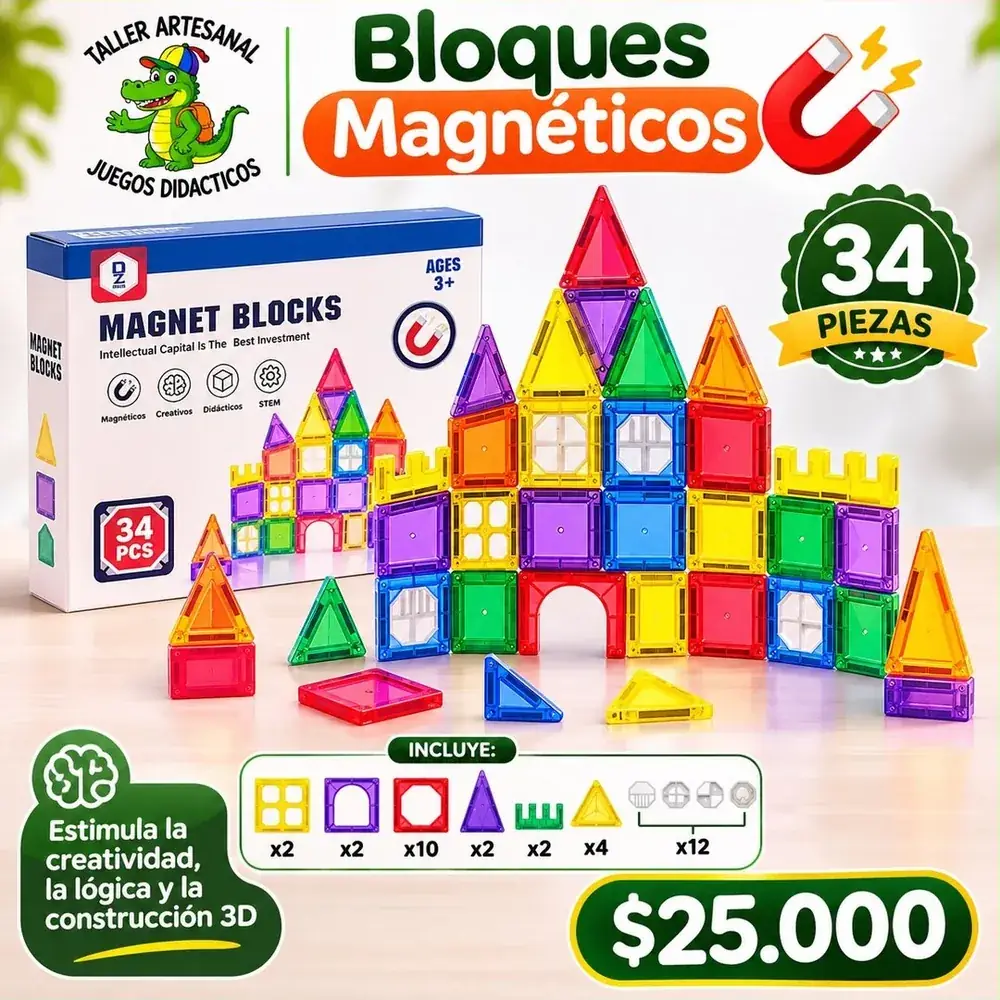 TALLER ARTESANAL
JUEGOS DIDACTICOS
Bloques
Magnéticos
34
PIEZAS
AGES
3+
MAGNET BLOCKS
Intellectual Capital Is The Best Investment
Magnéticos
Creativos
Didácticos
STEM
34
PCS
MAGNET
BLOCKS
INCLUYE:
x2
x2
x10
x2
x2
x4
x12
Estimula la
creatividad,
la lógica y la
construcción 3D
$25.000